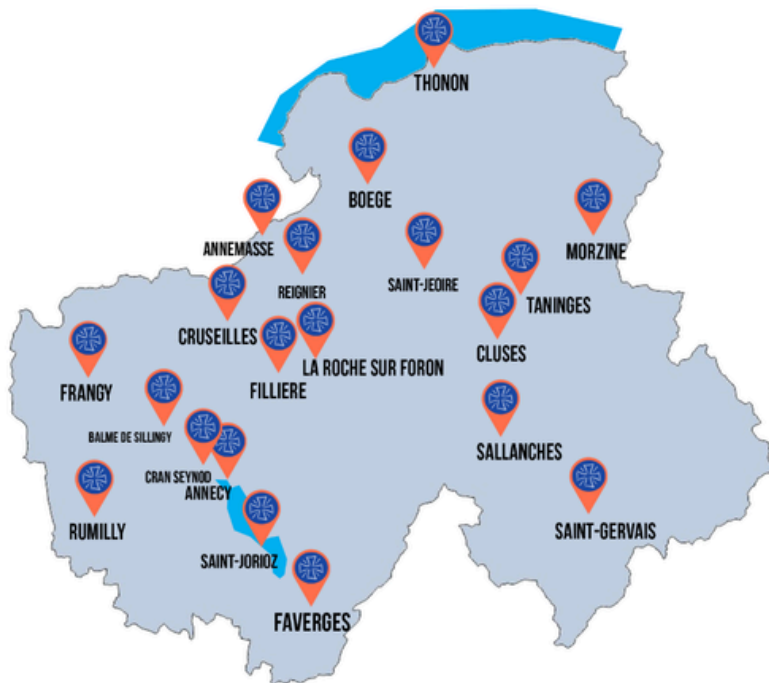 THONON
BOEGE
ANNEMASSE
MORZINE
REIGNIER
SAINT-JEOIRE
TANINGES
CRUSEILLES
CLUSES
LA ROCHE SUR FORON
FRANGY
FILLIERE
BALME DE SILLINGY
SALLANCHES
CRAN SEYNOD
ANNECY
RUMILLY
SAINT-GERVAIS
SAINT-JORIOZ
FAVERGES